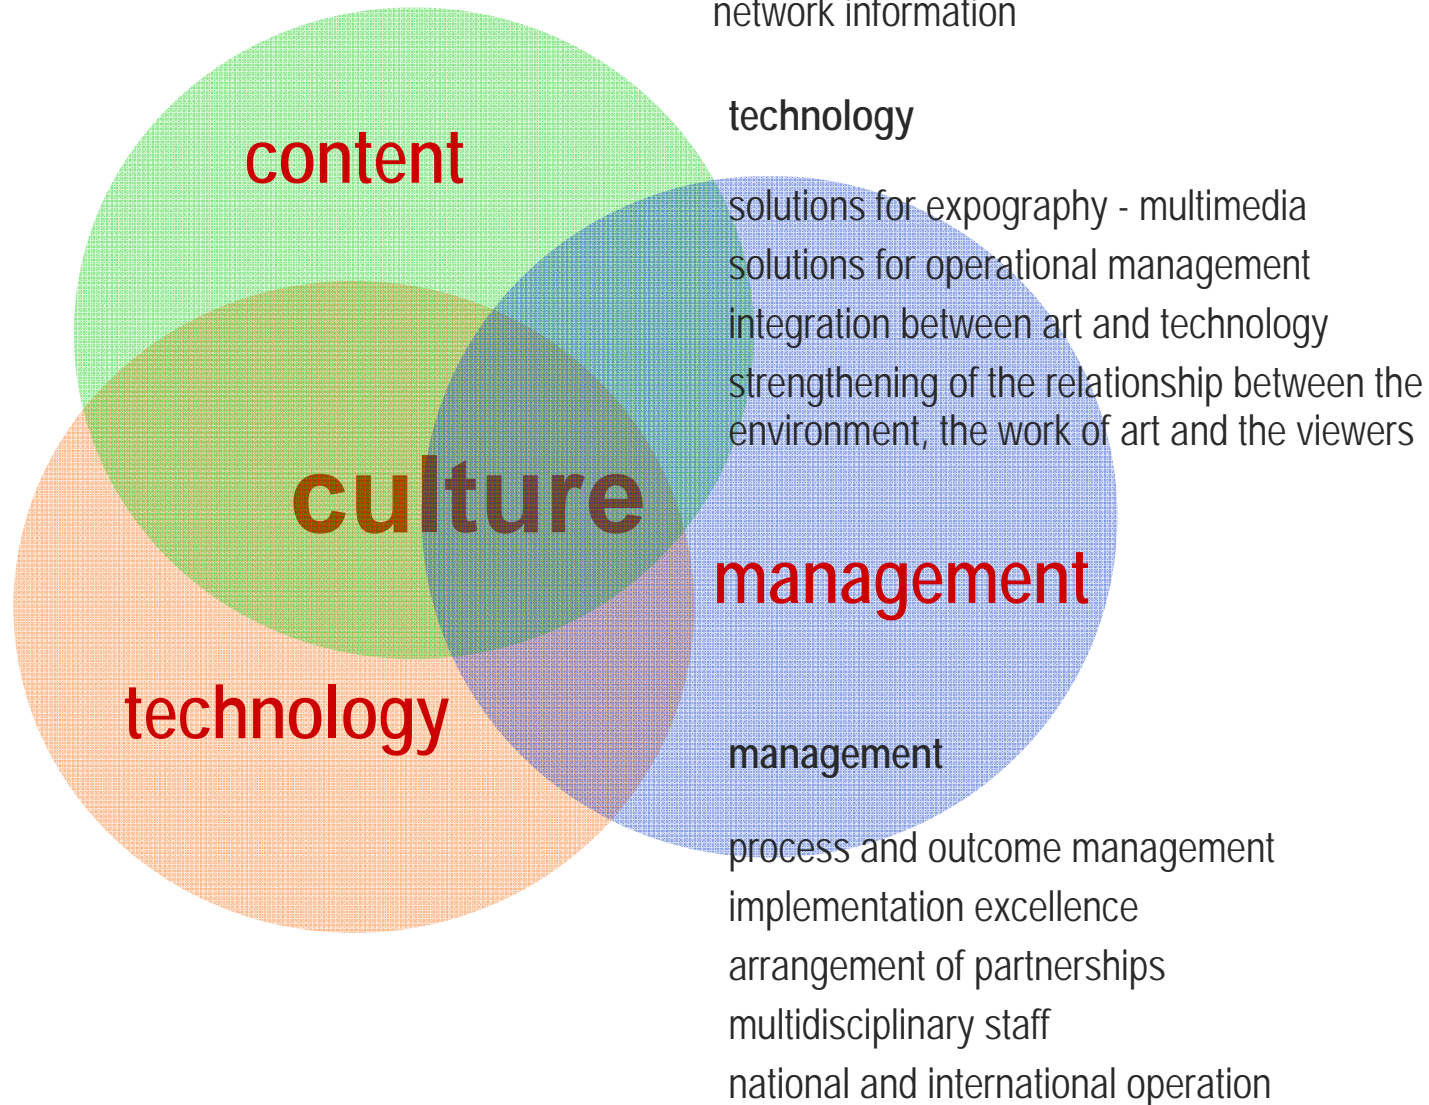 network information
technology
content
solutions for expography - multimedia
solutions for operational management
integration between art and technology
strengthening of the relationship between the
environment, the work of art and the viewers
culture
management
technology
management
process and outcome management
implementation excellence
arrangement of partnerships
multidisciplinary staff
national and international operation